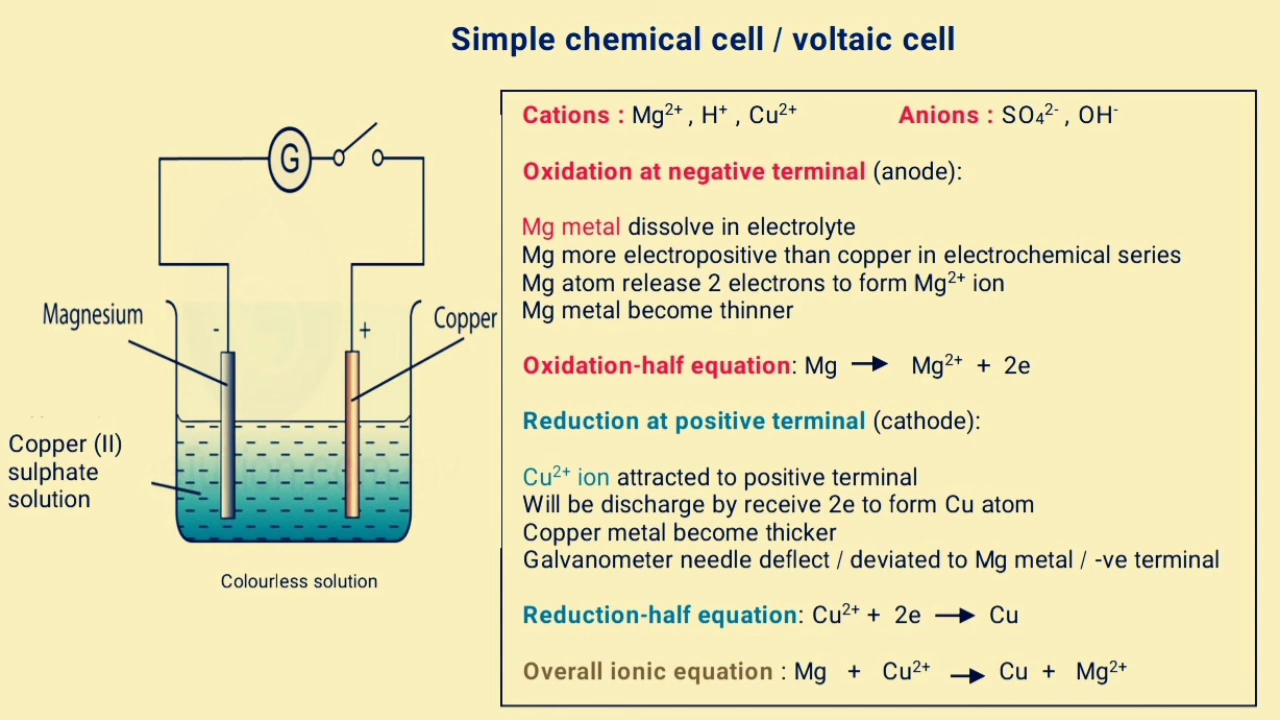 Simple chemical cell / voltaic cell
G
Magnesium
-
+
Copper
Copper (II)
sulphate
solution
Colourless solution
Cations : Mg²⁺ , H⁺ , Cu²⁺ Anions : SO₄²⁻ , OH⁻
Oxidation at negative terminal (anode):
Mg metal dissolve in electrolyte
Mg more electropositive than copper in electrochemical series
Mg atom release 2 electrons to form Mg²⁺ ion
Mg metal become thinner
Oxidation-half equation: Mg → Mg²⁺ + 2e
Reduction at positive terminal (cathode):
Cu²⁺ ion attracted to positive terminal
Will be discharge by receive 2e to form Cu atom
Copper metal become thicker
Galvanometer needle deflect / deviated to Mg metal / -ve terminal
Reduction-half equation: Cu²⁺ + 2e → Cu
Overall ionic equation : Mg + Cu²⁺ → Cu + Mg²⁺